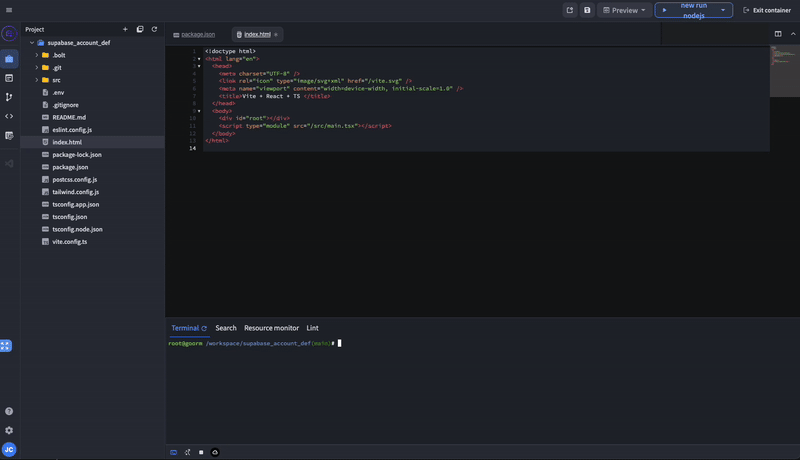 Preview
new run
nodejs
Exit container
Project
package.json
index.html
supabase_account_def
.bolt
.git
src
.env
.gitignore
README.md
eslint.config.js
index.html
package-lock.json
package.json
postcss.config.js
tailwind.config.js
tsconfig.app.json
tsconfig.json
tsconfig.node.json
vite.config.ts
1 <!doctype html>
2 <html lang="en">
3 <head>
4 <meta charset="UTF-8" />
5 <link rel="icon" type="image/svg+xml" href="/vite.svg" />
6 <meta name="viewport" content="width=device-width, initial-scale=1.0" />
7 <title>Vite + React + TS </title>
8 </head>
9 <body>
10 <div id="root"></div>
11 <script type="module" src="/src/main.tsx"></script>
12 </body>
13 </html>
14
Terminal Search Resource monitor Lint
root@goorm /workspace/supabase_account_def(main)#
JC